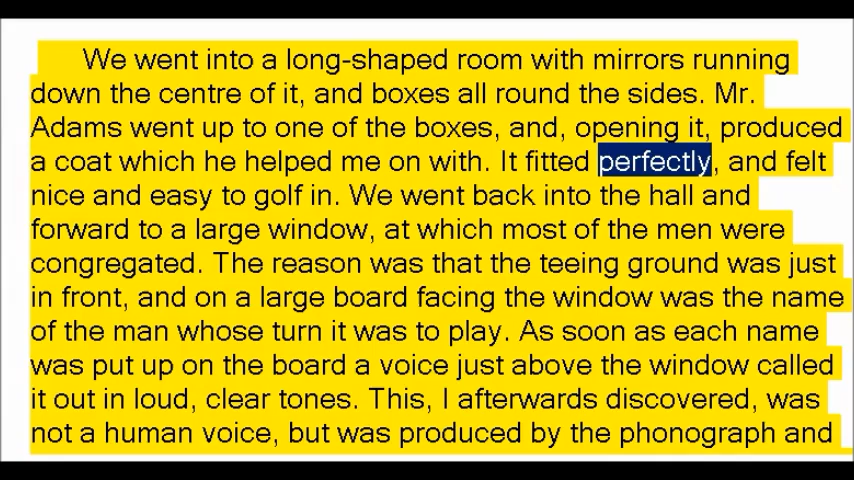 We went into a long-shaped room with mirrors running
down the centre of it, and boxes all round the sides. Mr.
Adams went up to one of the boxes, and, opening it, produced
a coat which he helped me on with. It fitted perfectly, and felt
nice and easy to golf in. We went back into the hall and
forward to a large window, at which most of the men were
congregated. The reason was that the teeing ground was just
in front, and on a large board facing the window was the name
of the man whose turn it was to play. As soon as each name
was put up on the board a voice just above the window called
it out in loud, clear tones. This, I afterwards discovered, was
not a human voice, but was produced by the phonograph and